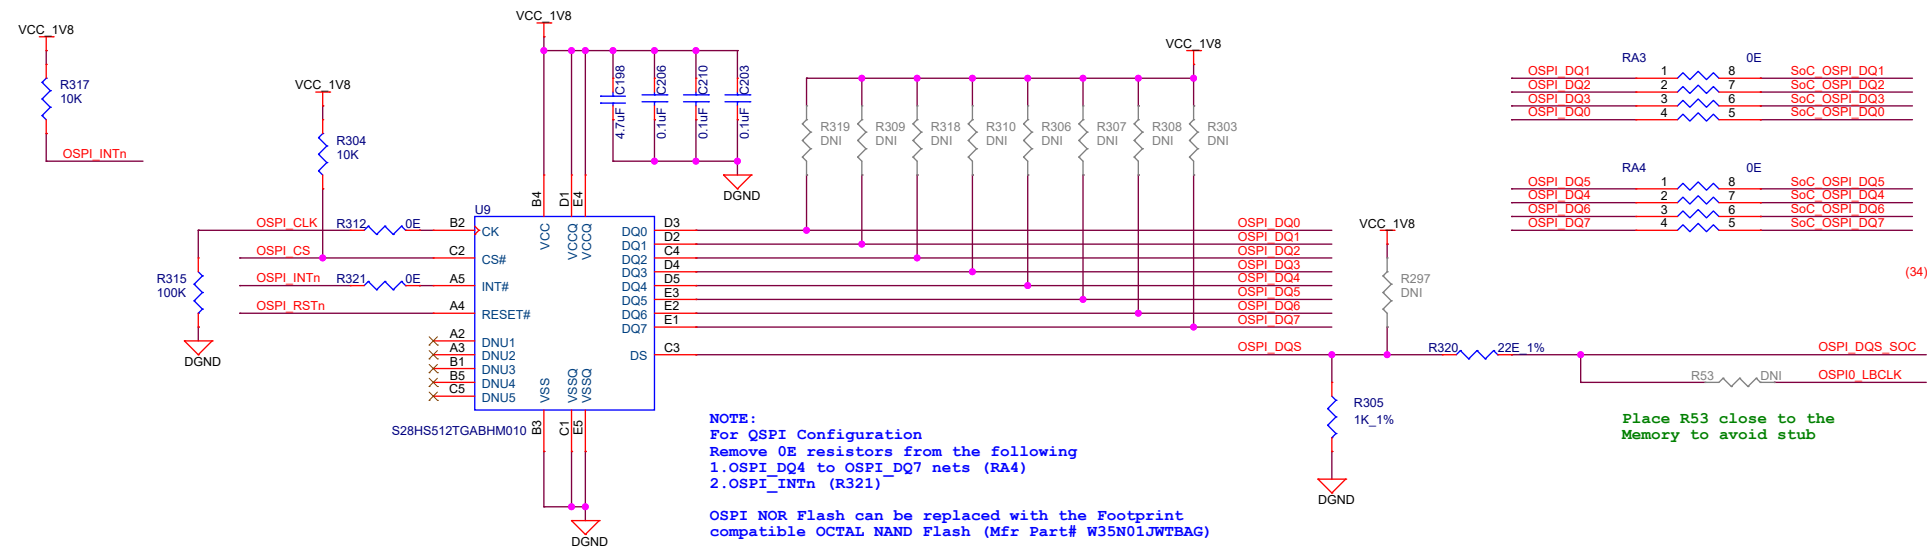 VCC_1V8
R317
10K
OSPI_INTn
VCC_1V8
R304
10K
VCC_1V8
C198
4.7uF
C206
0.1uF
C210
0.1uF
C203
0.1uF
DGND
VCC_1V8
R319
DNI
R309
DNI
R318
DNI
R310
DNI
R306
DNI
R307
DNI
R308
DNI
R303
DNI
RA3 0E
OSPI_DQ1 1 8 SoC_OSPI_DQ1
OSPI_DQ2 2 7 SoC_OSPI_DQ2
OSPI_DQ3 3 6 SoC_OSPI_DQ3
OSPI_DQ0 4 5 SoC_OSPI_DQ0
RA4 0E
OSPI_DQ5 1 8 SoC_OSPI_DQ5
OSPI_DQ4 2 7 SoC_OSPI_DQ4
OSPI_DQ6 3 6 SoC_OSPI_DQ6
OSPI_DQ7 4 5 SoC_OSPI_DQ7
(34)
U9
B4 D1 E4
VCC VCCQ VCCQ
OSPI_CLK R312 0E B2 CK
OSPI_CS C2 CS#
OSPI_INTn R321 0E A5 INT#
OSPI_RSTn A4 RESET#
R315
100K
DGND
A2 DNU1
A3 DNU2
B1 DNU3
B5 DNU4
C5 DNU5
DQ0 D3 OSPI_DQ0
DQ1 D2 OSPI_DQ1
DQ2 C4 OSPI_DQ2
DQ3 D4 OSPI_DQ3
DQ4 D5 OSPI_DQ4
DQ5 E3 OSPI_DQ5
DQ6 E2 OSPI_DQ6
DQ7 E1 OSPI_DQ7
DS C3 OSPI_DQS
VSS VSSQ VSSQ
B3 C1 E5
S28HS512TGABHM010
DGND
VCC_1V8
R297
DNI
R320 22E_1% OSPI_DQS_SOC
R53 DNI OSPI0_LBCLK
R305
1K_1%
DGND
Place R53 close to the
Memory to avoid stub
NOTE:
For QSPI Configuration
Remove 0E resistors from the following
1.OSPI_DQ4 to OSPI_DQ7 nets (RA4)
2.OSPI_INTn (R321)
OSPI NOR Flash can be replaced with the Footprint
compatible OCTAL NAND Flash (Mfr Part# W35N01JWTBAG)